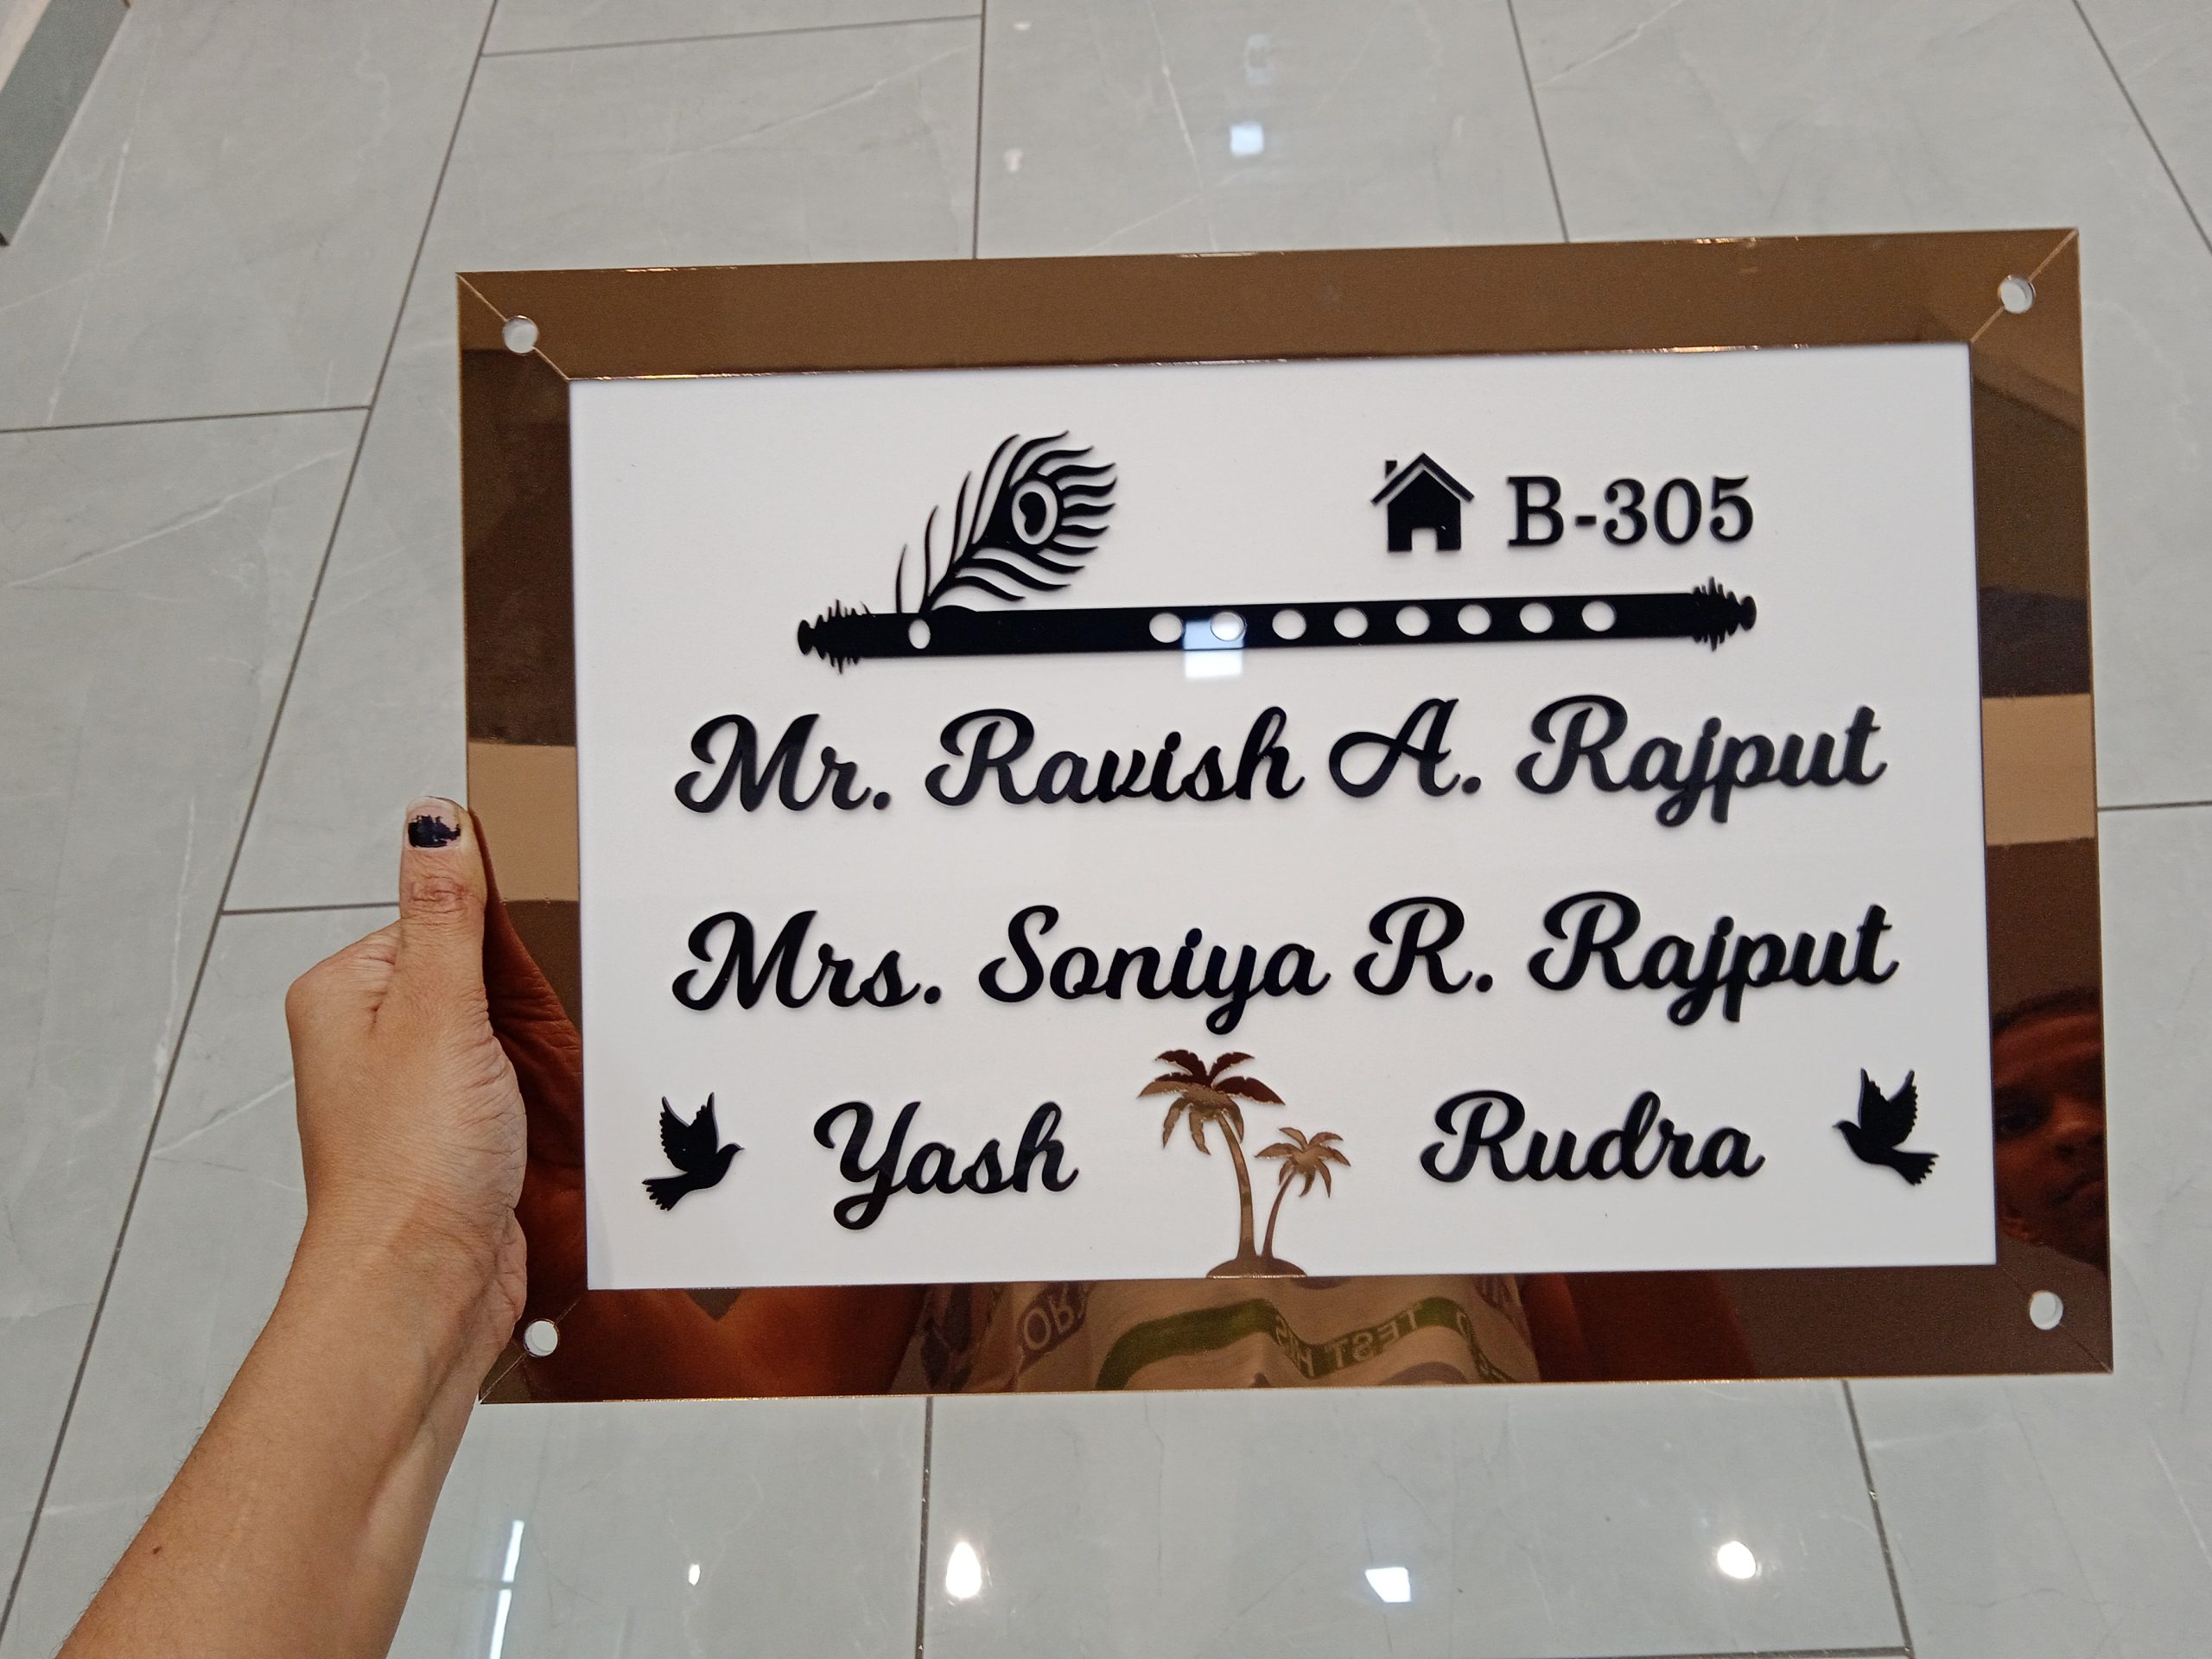 B-305
Mr. Ravish A. Rajput
Mrs. Soniya R. Rajput
Yash Rudra